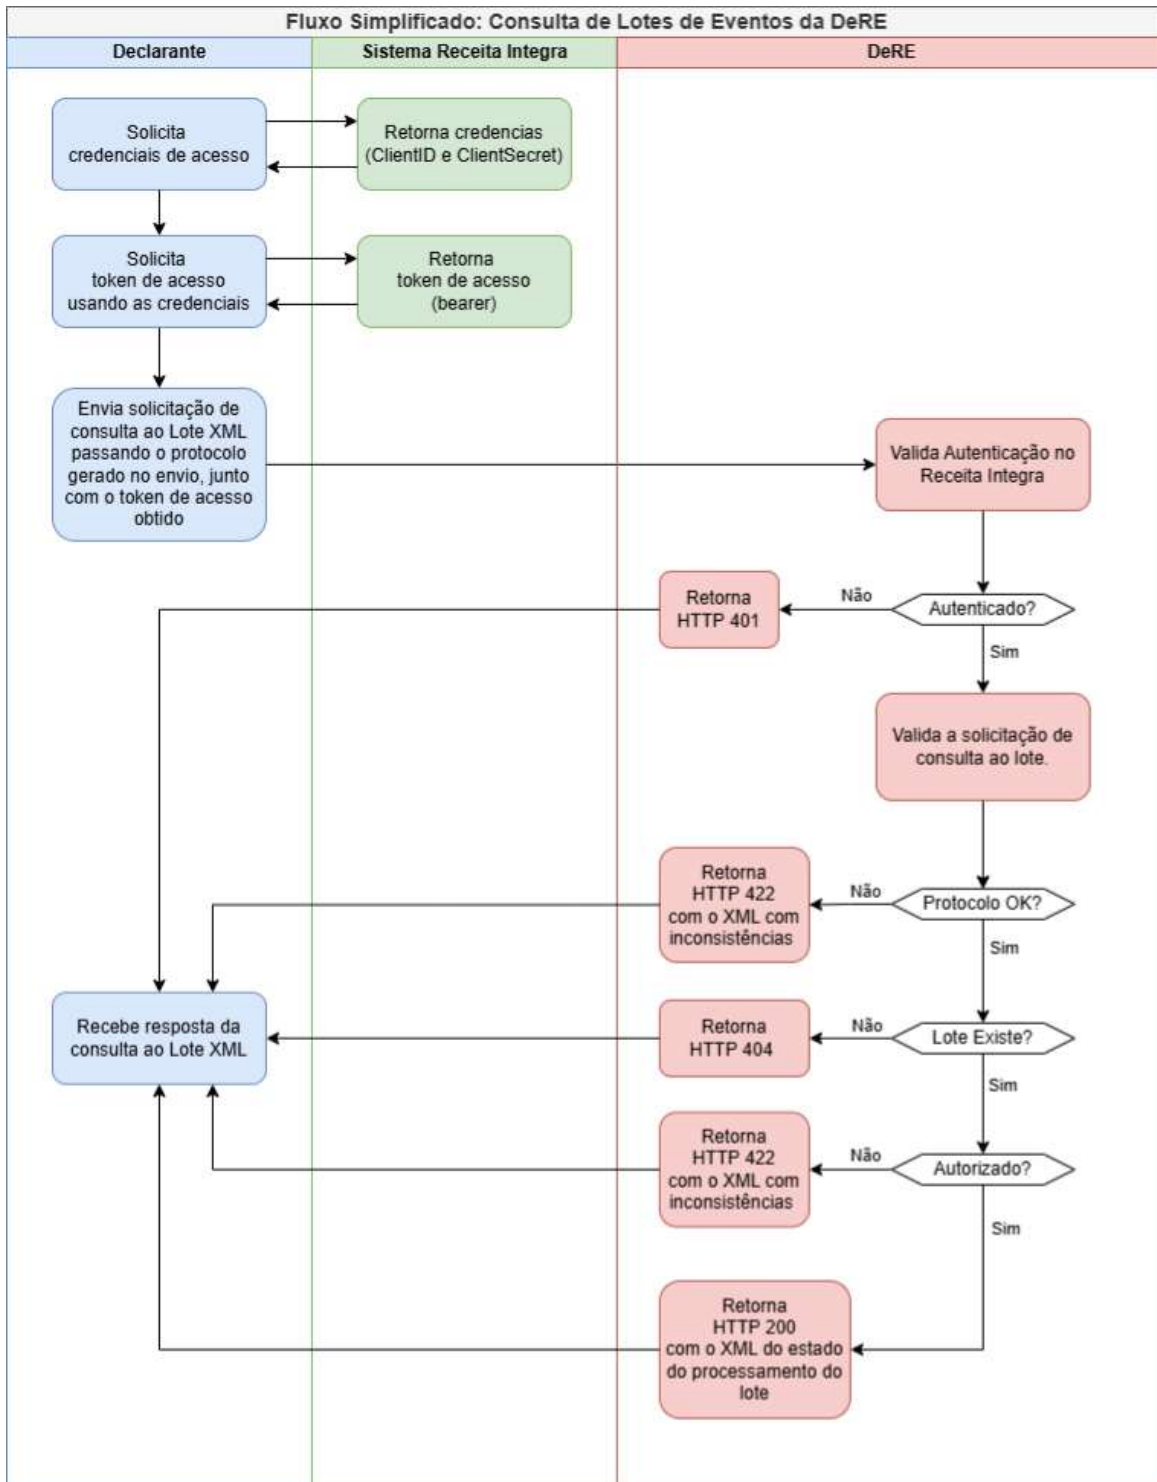 Fluxo Simplificado: Consulta de Lotes de Eventos da DeRE
Declarante
Sistema Receita Integra
DeRE
Solicita
credenciais de acesso
Retorna credencias
(ClientID e ClientSecret)
Solicita
token de acesso
usando as credenciais
Retorna
token de acesso
(bearer)
Envia solicitação de
consulta ao Lote XML
passando o protocolo
gerado no envio, junto
com o token de acesso
obtido
Valida Autenticação no
Receita Integra
Retorna
HTTP 401
Não
Autenticado?
Sim
Valida a solicitação de
consulta ao lote.
Retorna
HTTP 422
com o XML com
inconsistências
Não
Protocolo OK?
Sim
Recebe resposta da
consulta ao Lote XML
Retorna
HTTP 404
Não
Lote Existe?
Sim
Retorna
HTTP 422
com o XML com
inconsistências
Não
Autorizado?
Sim
Retorna
HTTP 200
com o XML do estado
do processamento do
lote